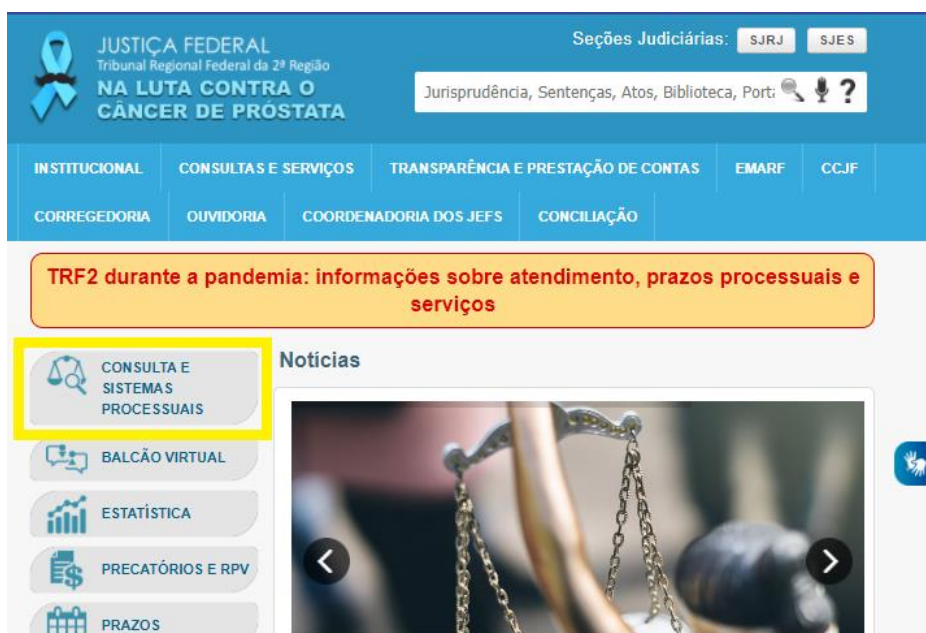 JUSTIÇA FEDERAL
Tribunal Regional Federal da 2ª Região
NA LUTA CONTRA O
CÂNCER DE PRÓSTATA
Seções Judiciárias: SJRJ SJES
Jurisprudência, Sentenças, Atos, Biblioteca, Port
INSTITUCIONAL CONSULTAS E SERVIÇOS TRANSPARÊNCIA E PRESTAÇÃO DE CONTAS EMARF CCJF
CORREGEDORIA OUVIDORIA COORDENADORIA DOS JEFS CONCILIAÇÃO
TRF2 durante a pandemia: informações sobre atendimento, prazos processuais e
serviços
CONSULTA E
SISTEMAS
PROCESSUAIS
BALCÃO VIRTUAL
ESTATÍSTICA
PRECATÓRIOS E RPV
PRAZOS
Notícias